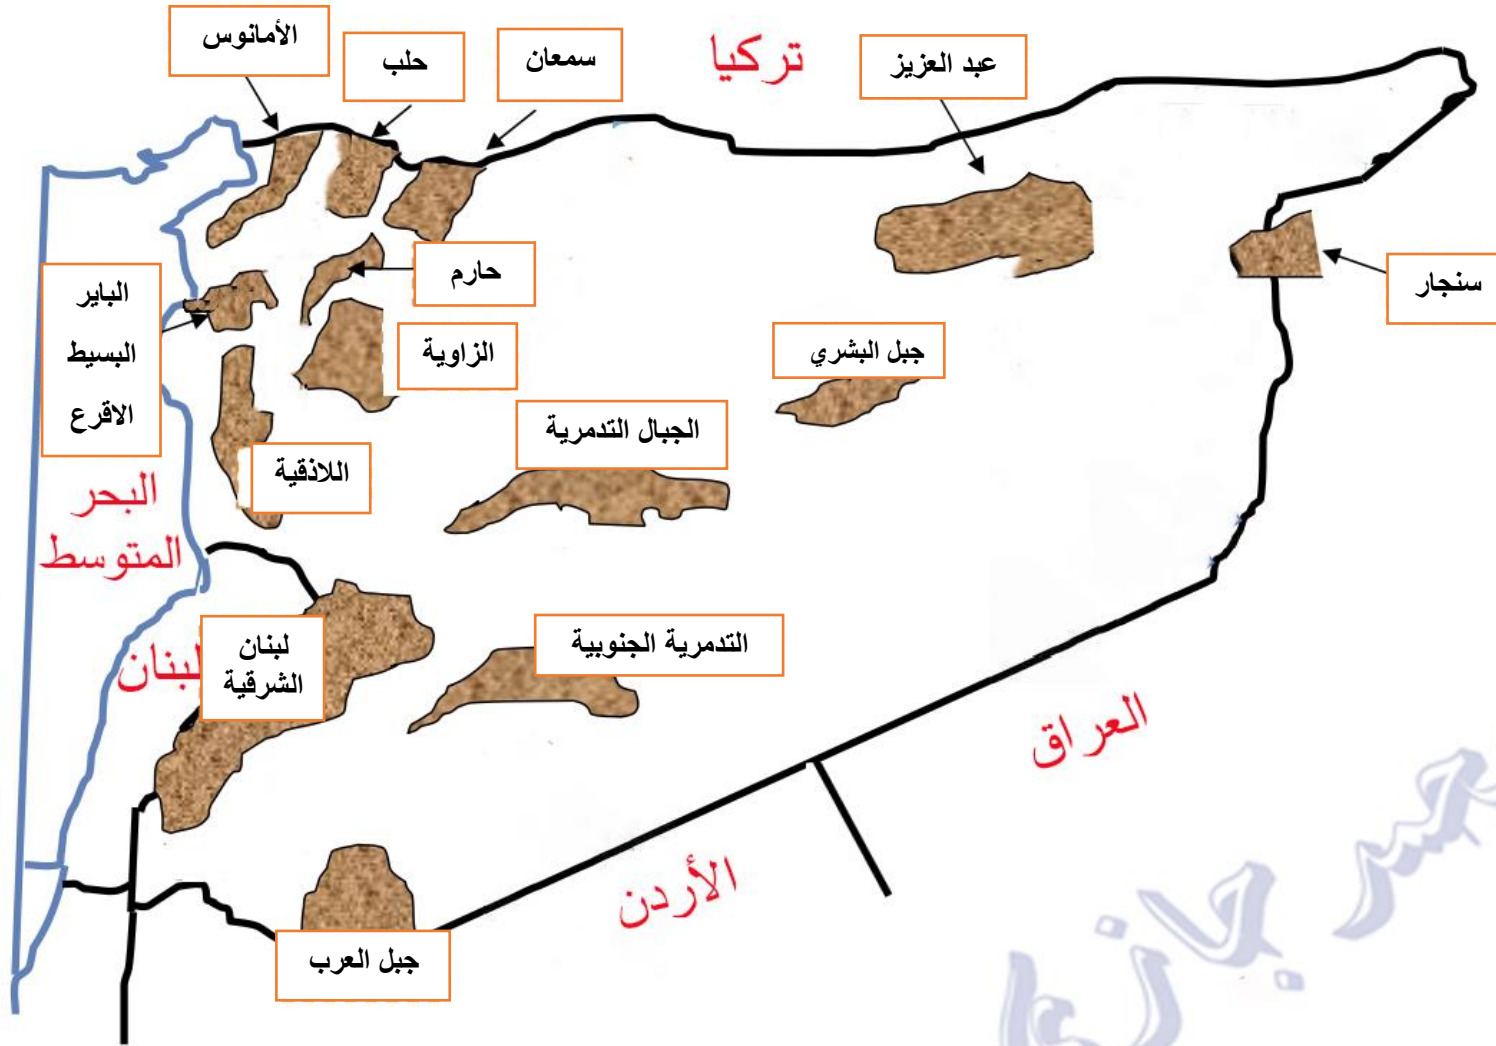 الأمانوس
حلب
سمعان
تركيا
عبد العزيز
حارم
سنجار
الباير
البسيط
الاقرع
الزاوية
جبل البشري
الجبال التدمرية
اللاذقية
البحر
المتوسط
لبنان
لبنان
الشرقية
التدمرية الجنوبية
العراق
الأردن
جبل العرب